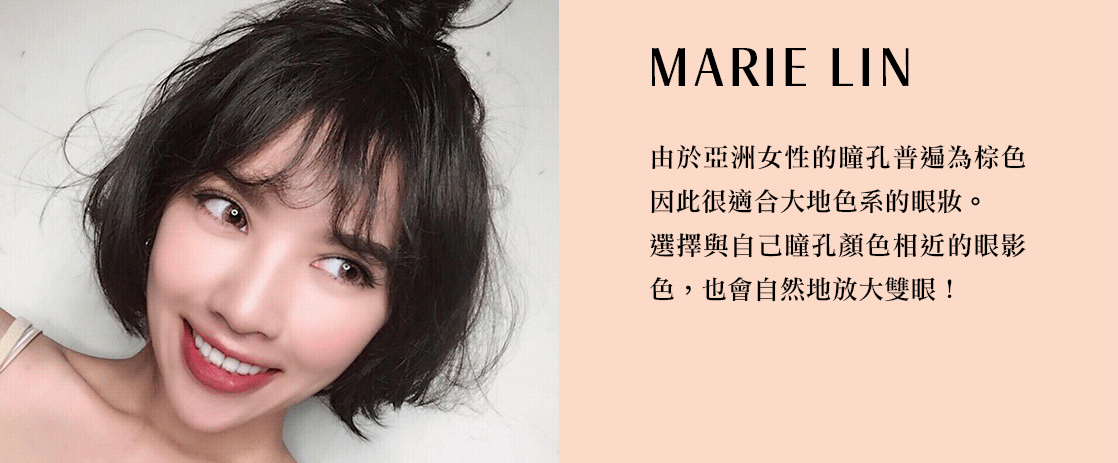 MARIE LIN
由於亞洲女性的瞳孔普遍為棕色
因此很適合大地色系的眼妝。
選擇與自己瞳孔顏色相近的眼影
色，也會自然地放大雙眼！